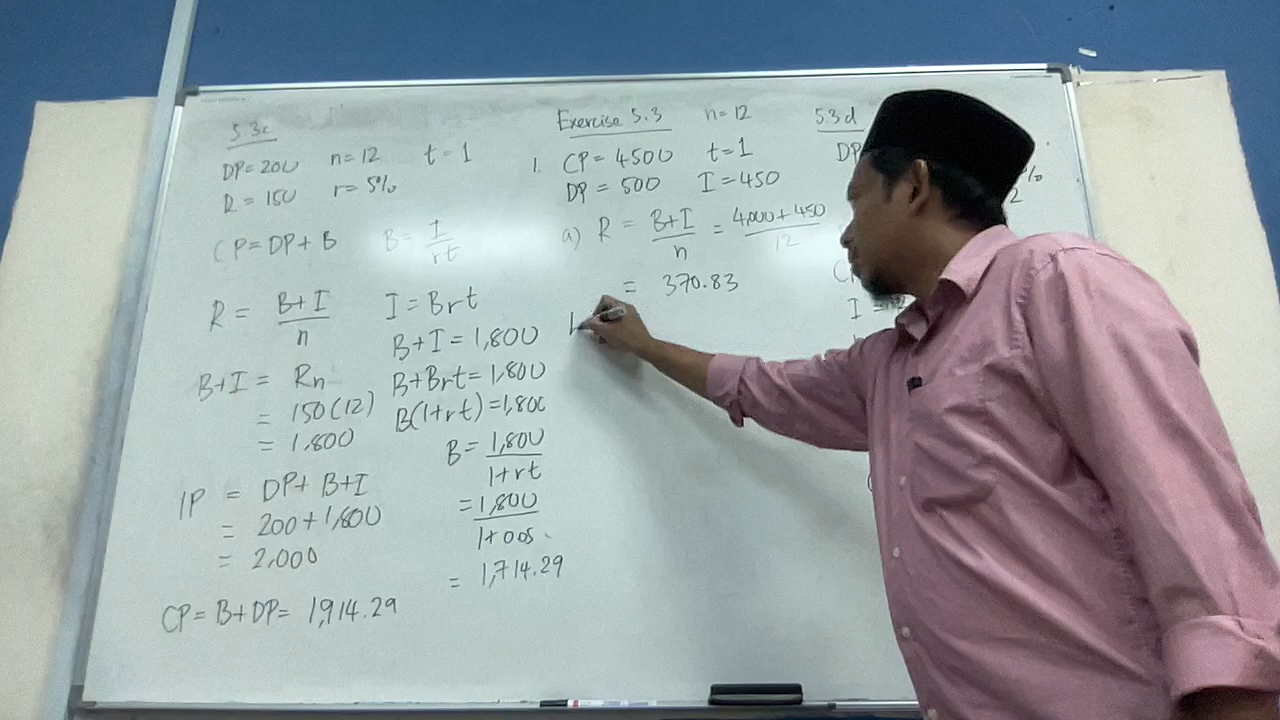 5.3c
DP=200 n=12 t=1
R=150 r=5%
CP=DP+B B=I/rt
R = B+I/n I=Brt
B+I=1,800
B+I = Rn B+Brt=1,800
= 150(12) B(1+rt)=1,800
= 1,800
B=1,800/1+rt
IP = DP+B+I
= 200+1,800 =1,800/1+0.05
= 2,000
= 1,714.29
CP=B+DP= 1,914.29
Exercise 5.3 n=12
1. CP=4500 t=1
DP=500 I=450
a) R = B+I/n = 4,000+450/12
= 370.83
5.3d
DP
%
2
I =